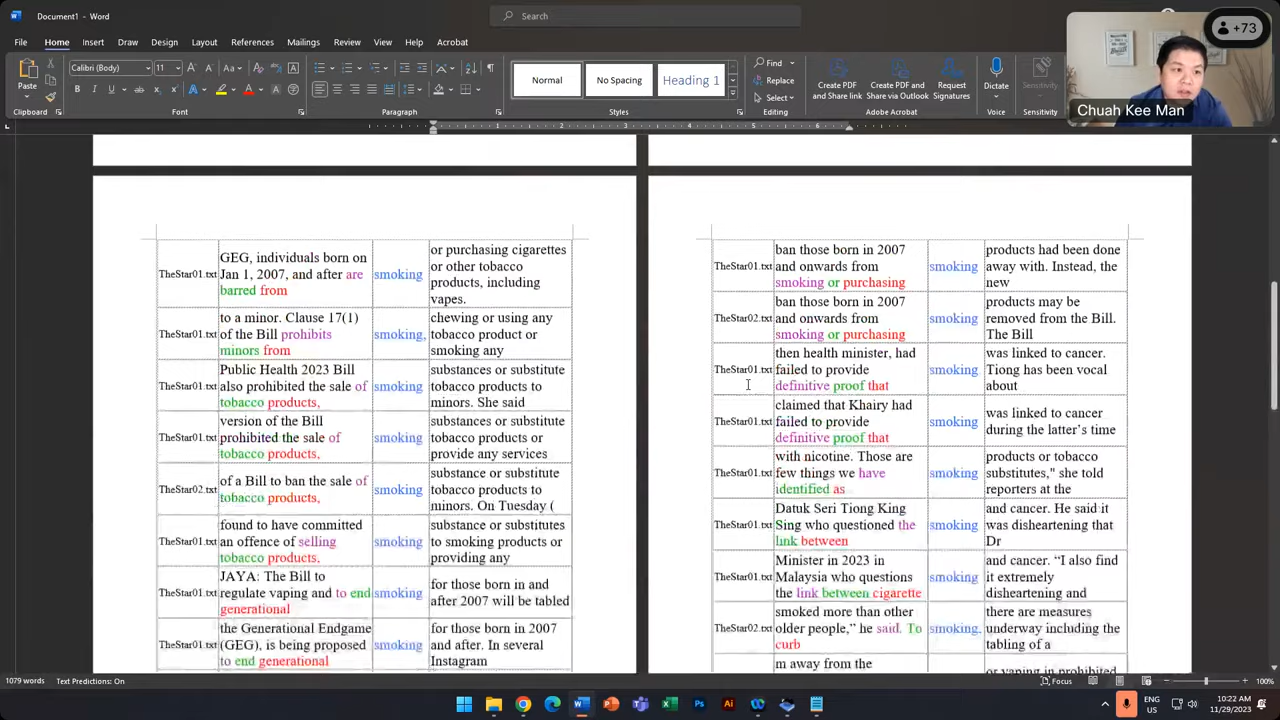 Document1 - Word
Search
+73
File Home Insert Draw Design Layout References Mailings Review View Help Acrobat
Calibri (Body) 11
Paste
Normal
No Spacing
Heading 1
Find
Replace
Select
Create PDF and Share link
Create PDF and Share via Outlook
Request Signatures
Dictate
Sensitivity
Clipboard Font Paragraph Styles Editing Adobe Acrobat Voice Sensitivity
Chuah Kee Man
TheStar01.txt
GEG, individuals born on
Jan 1, 2007, and after are
barred from
smoking
or purchasing cigarettes
or other tobacco
products, including
vapes.
TheStar01.txt
to a minor. Clause 17(1)
of the Bill prohibits
minors from
smoking,
chewing or using any
tobacco product or
smoking any
TheStar01.txt
Public Health 2023 Bill
also prohibited the sale of
tobacco products,
smoking
substances or substitute
tobacco products to
minors. She said
TheStar01.txt
version of the Bill
prohibited the sale of
tobacco products,
smoking
substances or substitute
tobacco products or
provide any services
TheStar02.txt
of a Bill to ban the sale of
tobacco products,
smoking
substance or substitute
tobacco products to
minors. On Tuesday (
TheStar01.txt
found to have committed
an offence of selling
tobacco products,
smoking
substance or substitutes
to smoking products or
providing any
TheStar01.txt
JAYA: The Bill to
regulate vaping and to end
generational
smoking
for those born in and
after 2007 will be tabled
TheStar01.txt
the Generational Endgame
(GEG), is being proposed
to end generational
smoking
for those born in 2007
and after. In several
Instagram
TheStar01.txt
ban those born in 2007
and onwards from
smoking or purchasing
smoking
products had been done
away with. Instead, the
new
TheStar02.txt
ban those born in 2007
and onwards from
smoking or purchasing
smoking
products may be
removed from the Bill.
The Bill
TheStar01.txt
then health minister, had
failed to provide
definitive proof that
smoking
was linked to cancer.
Tiong has been vocal
about
TheStar01.txt
claimed that Khairy had
failed to provide
definitive proof that
smoking
was linked to cancer
during the latter's time
TheStar01.txt
with nicotine. Those are
few things we have
identified as
smoking
products or tobacco
substitutes," she told
reporters at the
TheStar01.txt
Datuk Seri Tiong King
Sing who questioned the
link between
smoking
and cancer. He said it
was disheartening that
Dr
TheStar01.txt
Minister in 2023 in
Malaysia who questions
the link between cigarette
smoking
and cancer. “I also find
it extremely
disheartening and
TheStar02.txt
smoked more than other
older people,” he said. To
curb
smoking,
there are measures
underway including the
tabling of a
m away from the
or vaping in prohibited
1079 words
Text Predictions: On
Focus
100%
ENG
US
10:22 AM
11/29/2023